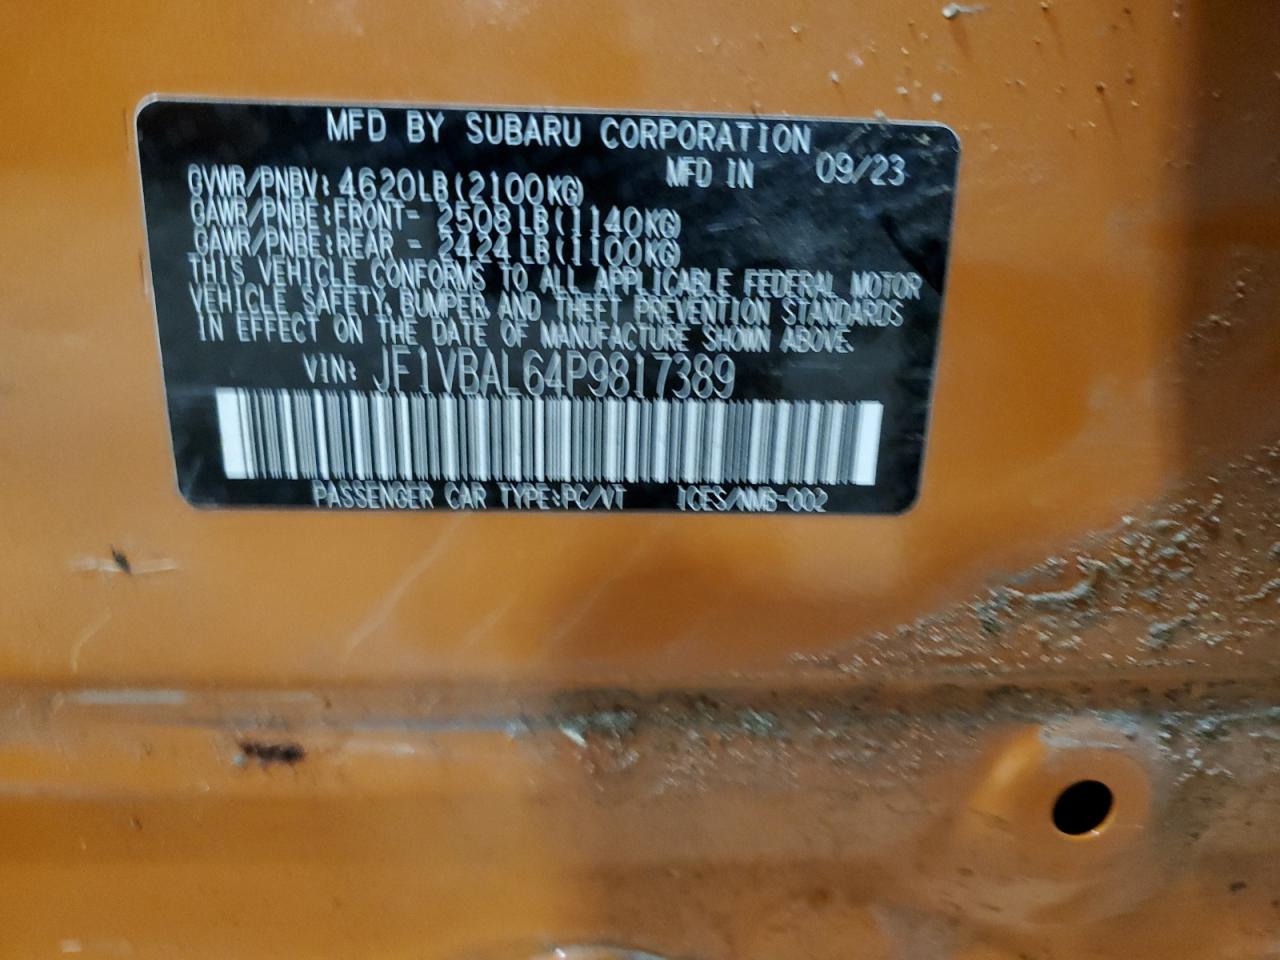 MFD BY SUBARU CORPORATION
MFD IN 09/23
GVWR/PNBV: 4620LB(2100KG)
GAWR/PNBE:FRONT- 2508LB(1140KG)
GAWR/PNBE:REAR - 2424LB(1100KG)
THIS VEHICLE CONFORMS TO ALL APPLICABLE FEDERAL MOTOR
VEHICLE SAFETY, BUMPER, AND THEFT PREVENTION STANDARDS
IN EFFECT ON THE DATE OF MANUFACTURE SHOWN ABOVE.
VIN: JF1VBAL64P9817389
PASSENGER CAR TYPE:PC/VT ICES/NMB-002